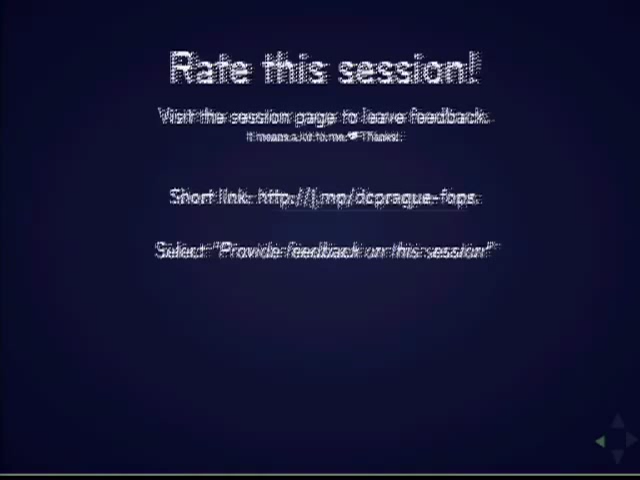 Rate this session!
Visit the session page to leave feedback.
It means a lot to me. Thanks!
Short link: http://j.mp/dcprague-fops
Select "Provide feedback on this session"